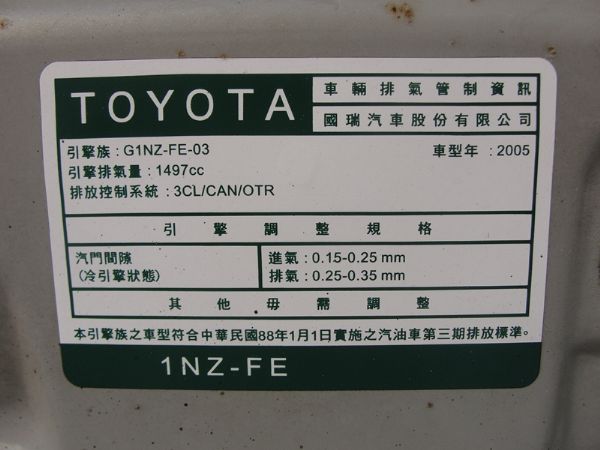 TOYOTA
車輛排氣管制資訊
國瑞汽車股份有限公司
引擎族：G1NZ-FE-03 車型年：2005
引擎排氣量：1497cc
排放控制系統：3CL/CAN/OTR
引擎調整規格
汽門間隙 進氣：0.15-0.25 mm
(冷引擎狀態) 排氣：0.25-0.35 mm
其他毋需調整
本引擎族之車型符合中華民國88年1月1日實施之汽油車第三期排放標準。
1NZ-FE